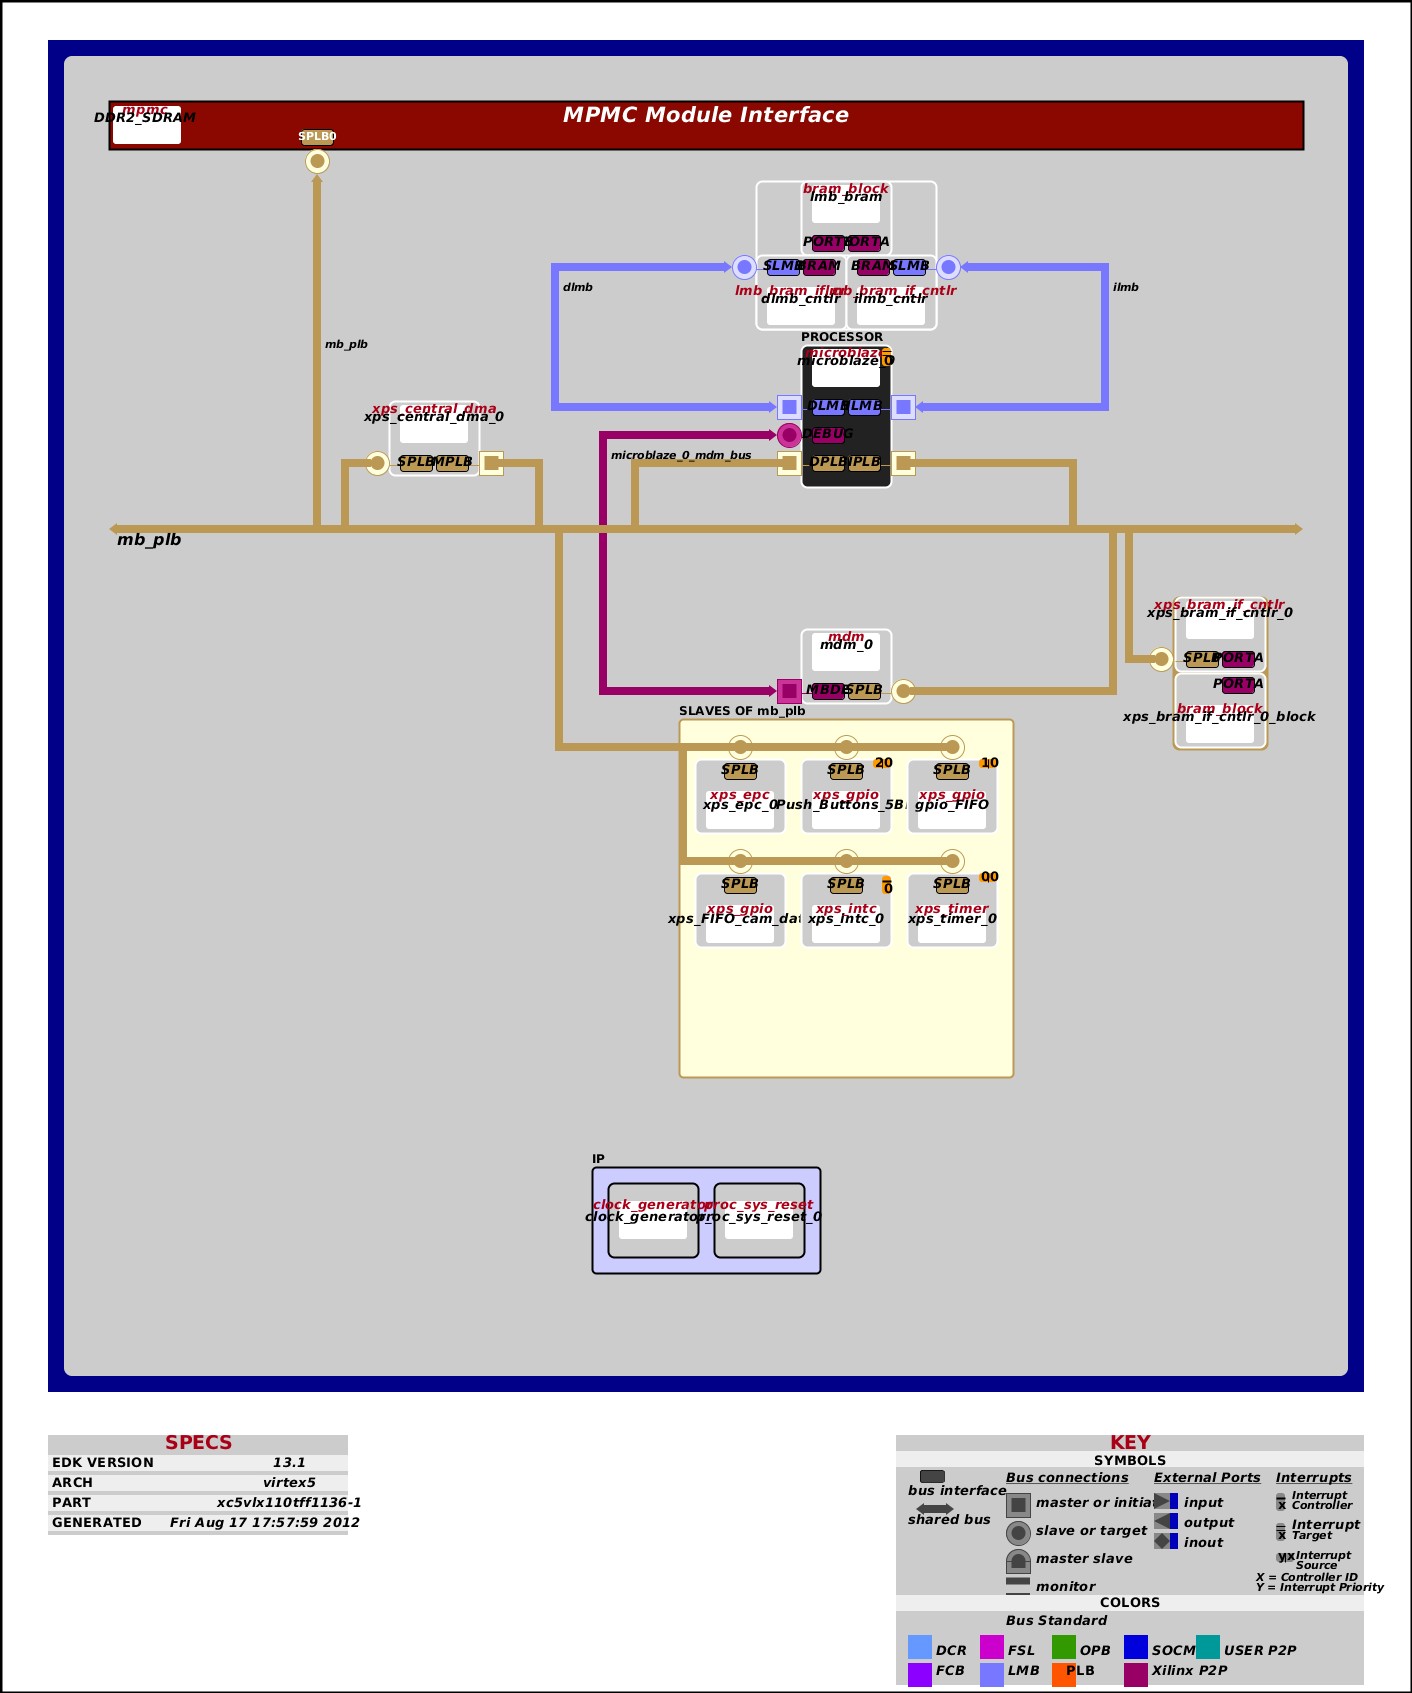 mpmc
DDR2_SDRAM
MPMC Module Interface
SPLB0
bram_block
lmb_bram
PORTB PORTA
SLMB BRAM BRAM SLMB
dlmb
lmb_bram_if_cntlr
dlmb_cntlr
lmb_bram_if_cntlr
ilmb_cntlr
ilmb
PROCESSOR
microblaze
microblaze_0
0
mb_plb
xps_central_dma
xps_central_dma_0
SPLB MPLB
DLMB ILMB
DEBUG
microblaze_0_mdm_bus
DPLB IPLB
mb_plb
xps_bram_if_cntlr
xps_bram_if_cntlr_0
SPLB PORTA
PORTA
bram_block
xps_bram_if_cntlr_0_block
mdm
mdm_0
MBDB SPLB
SLAVES OF mb_plb
SPLB
xps_epc
xps_epc_0
20
SPLB
xps_gpio
Push_Buttons_5B
10
SPLB
xps_gpio
gpio_FIFO
SPLB
xps_gpio
xps_FIFO_cam_dat
0
SPLB
xps_intc
xps_intc_0
00
SPLB
xps_timer
xps_timer_0
IP
clock_generator
clock_generator_
proc_sys_reset
proc_sys_reset_0
SPECS
EDK VERSION 13.1
ARCH virtex5
PART xc5vlx110tff1136-1
GENERATED Fri Aug 17 17:57:59 2012
KEY
SYMBOLS
bus interface
shared bus
Bus connections
master or initiat
slave or target
master slave
monitor
External Ports
input
output
inout
Interrupts
x Interrupt
Controller
x Interrupt
Target
yx Interrupt
Source
X = Controller ID
Y = Interrupt Priority
COLORS
Bus Standard
DCR FSL OPB SOCM USER P2P
FCB LMB PLB Xilinx P2P